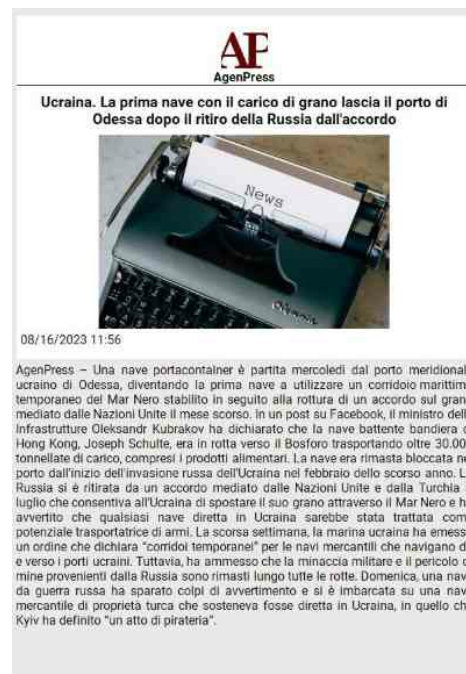 AP
AgenPress
Ucraina. La prima nave con il carico di grano lascia il porto di
Odessa dopo il ritiro della Russia dall'accordo
News
Olympia
08/16/2023 11:56
AgenPress – Una nave portacontainer è partita mercoledì dal porto meridional
ucraino di Odessa, diventando la prima nave a utilizzare un corridoio marittim
temporaneo del Mar Nero stabilito in seguito alla rottura di un accordo sul gran
mediato dalle Nazioni Unite il mese scorso. In un post su Facebook, il ministro dell
Infrastrutture Oleksandr Kubrakov ha dichiarato che la nave battente bandiera d
Hong Kong, Joseph Schulte, era in rotta verso il Bosforo trasportando oltre 30.00
tonnellate di carico, compresi i prodotti alimentari. La nave era rimasta bloccata ne
porto dall'inizio dell'invasione russa dell'Ucraina nel febbraio dello scorso anno. L
Russia si è ritirata da un accordo mediato dalle Nazioni Unite e dalla Turchia
luglio che consentiva all'Ucraina di spostare il suo grano attraverso il Mar Nero e h
avvertito che qualsiasi nave diretta in Ucraina sarebbe stata trattata com
potenziale trasportatrice di armi. La scorsa settimana, la marina ucraina ha emess
un ordine che dichiara "corridoi temporanei" per le navi mercantili che navigano d
e verso i porti ucraini. Tuttavia, ha ammesso che la minaccia militare e il pericolo d
mine provenienti dalla Russia sono rimasti lungo tutte le rotte. Domenica, una nav
da guerra russa ha sparato colpi di avvertimento e si è imbarcata su una nav
mercantile di proprietà turca che sosteneva fosse diretta in Ucraina, in quello ch
Kyiv ha definito "un atto di pirateria".